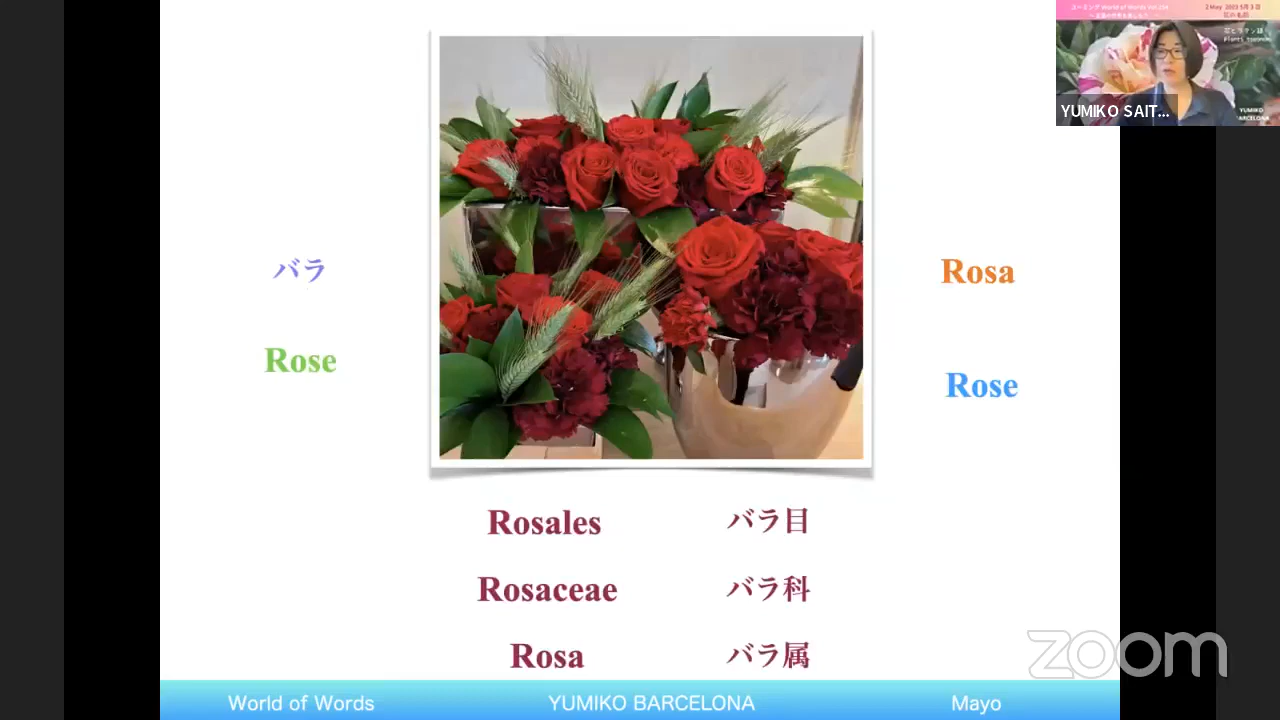 バラ
Rose
Rosa
Rose
Rosales バラ目
Rosaceae バラ科
Rosa バラ属
World of Words YUMIKO BARCELONA Mayo
YUMIKO SAIT...
YUMIKO
zoom